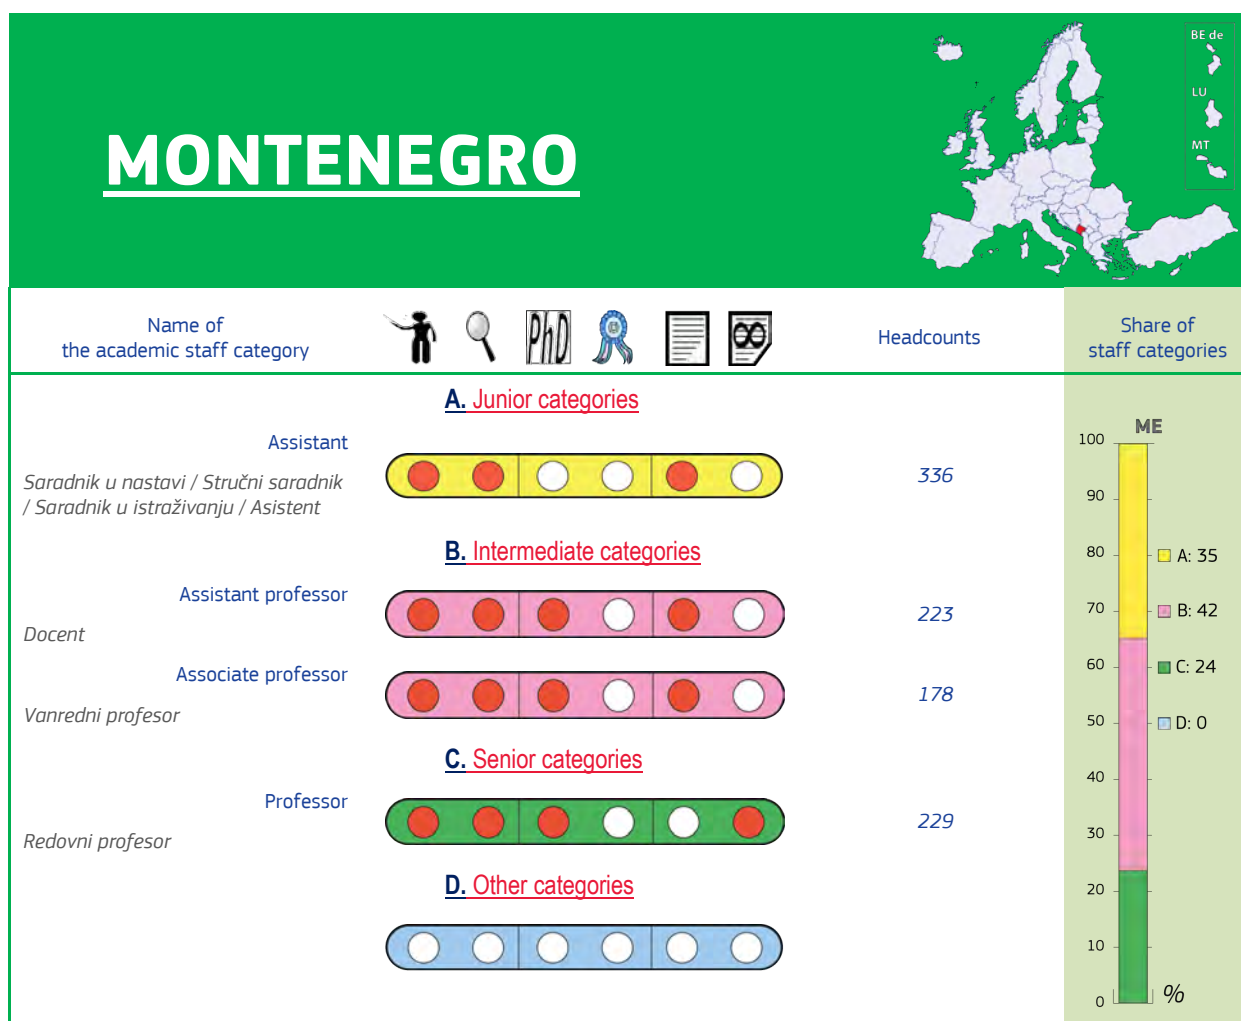 BE de
LU
MT
MONTENEGRO
Name of
the academic staff category
PhD
Headcounts
Share of
staff categories
A. Junior categories
Assistant
Saradnik u nastavi / Stručni saradnik
/ Saradnik u istraživanju / Asistent
336
B. Intermediate categories
Assistant professor
Docent
223
Associate professor
Vanredni profesor
178
C. Senior categories
Professor
Redovni profesor
229
D. Other categories
ME
100
90
80
70
60
50
40
30
20
10
0
%
A: 35
B: 42
C: 24
D: 0